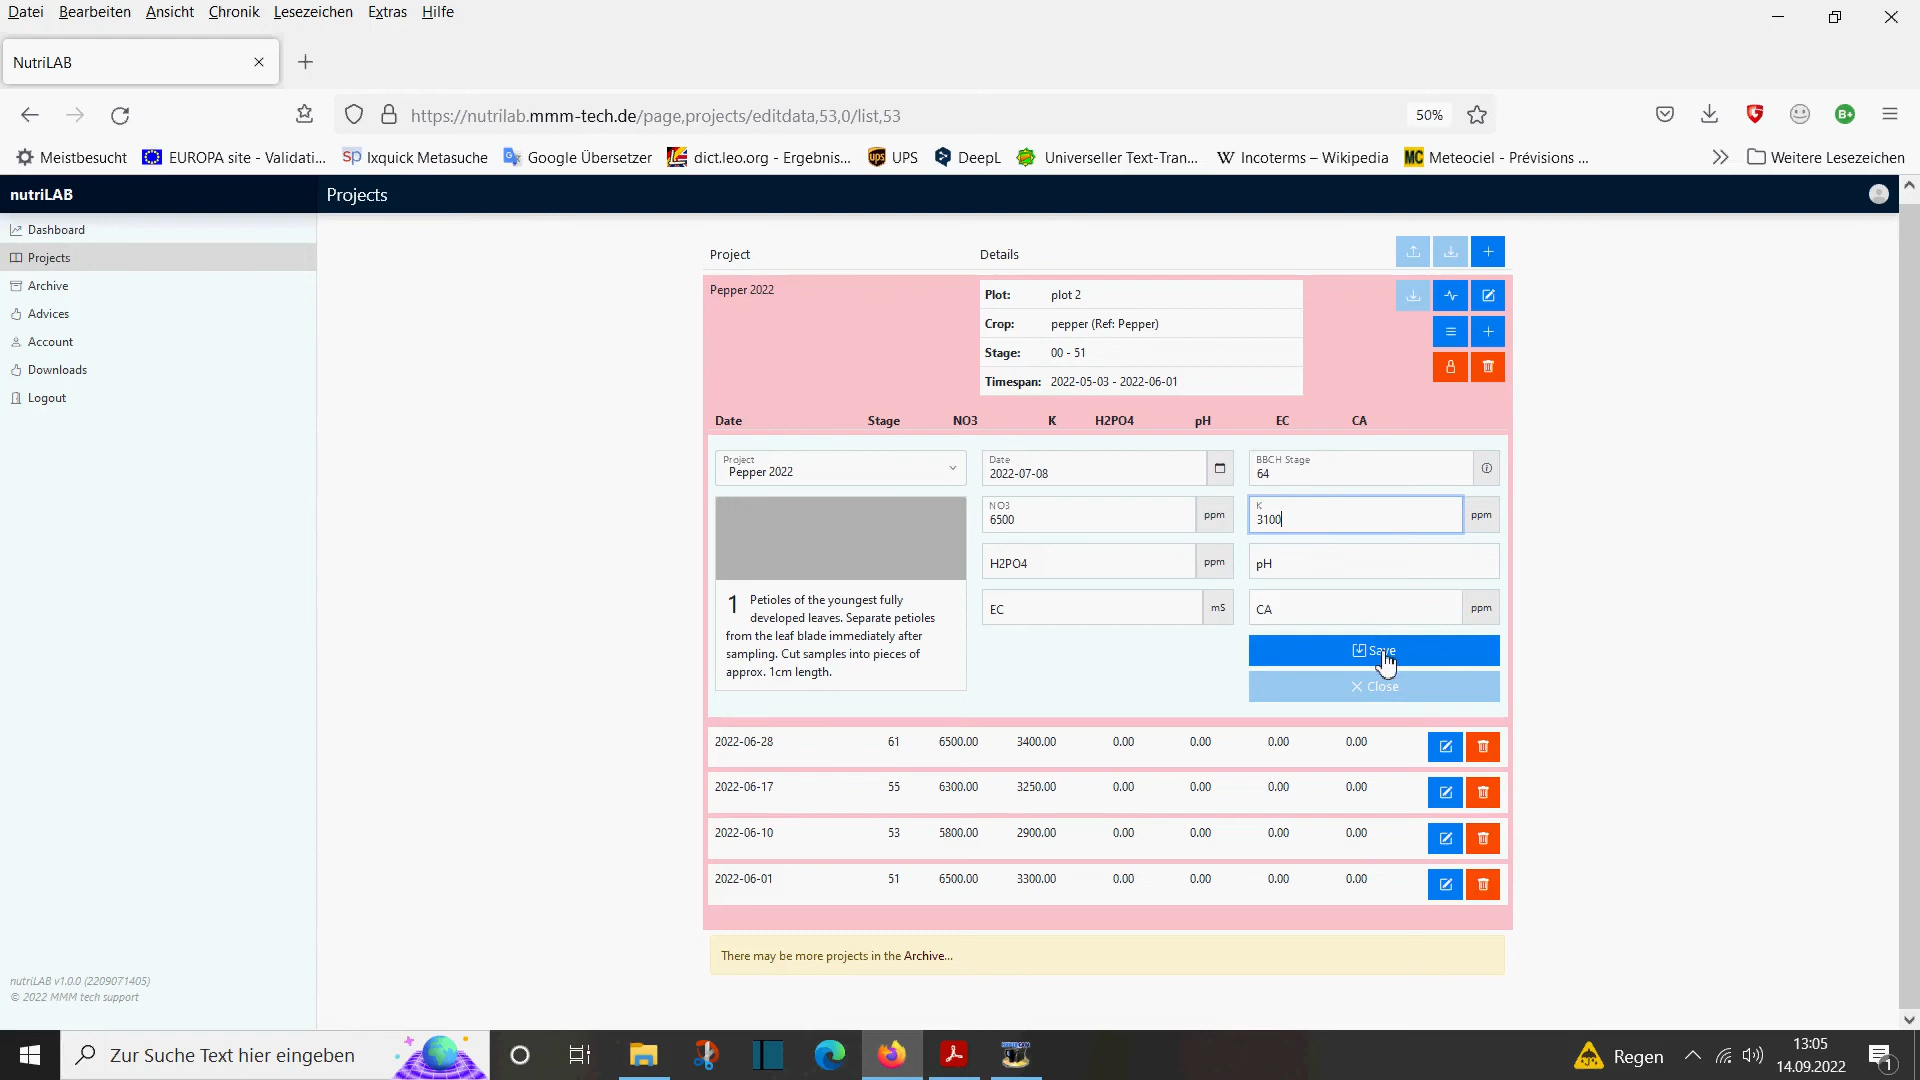 Datei Bearbeiten Ansicht Chronik Lesezeichen Extras Hilfe
NutriLAB
https://nutrilab.mmm-tech.de/page,projects/editdata,53,0/list,53 50%
Meistbesucht EUROPA site - Validati... Ixquick Metasuche Google Übersetzer dict.leo.org - Ergebnis... UPS DeepL Universeller Text-Tran... Incoterms – Wikipedia Meteociel - Prévisions ... Weitere Lesezeichen
nutriLAB Projects
Dashboard
Projects
Archive
Advices
Account
Downloads
Logout
Project Details
Pepper 2022
Plot: plot 2
Crop: pepper (Ref: Pepper)
Stage: 00 - 51
Timespan: 2022-05-03 - 2022-06-01
Date Stage NO3 K H2PO4 pH EC CA
Project
Pepper 2022
Date
2022-07-08
BBCH Stage
64
NO3
6500 ppm
K
3100 ppm
H2PO4 ppm
pH
EC mS
CA ppm
1 Petioles of the youngest fully
developed leaves. Separate petioles
from the leaf blade immediately after
sampling. Cut samples into pieces of
approx. 1cm length.
Save
Close
2022-06-28 61 6500.00 3400.00 0.00 0.00 0.00 0.00
2022-06-17 55 6300.00 3250.00 0.00 0.00 0.00 0.00
2022-06-10 53 5800.00 2900.00 0.00 0.00 0.00 0.00
2022-06-01 51 6500.00 3300.00 0.00 0.00 0.00 0.00
There may be more projects in the Archive...
nutriLAB v1.0.0 (2209071405)
© 2022 MMM tech support
Zur Suche Text hier eingeben
Regen
13:05
14.09.2022
1